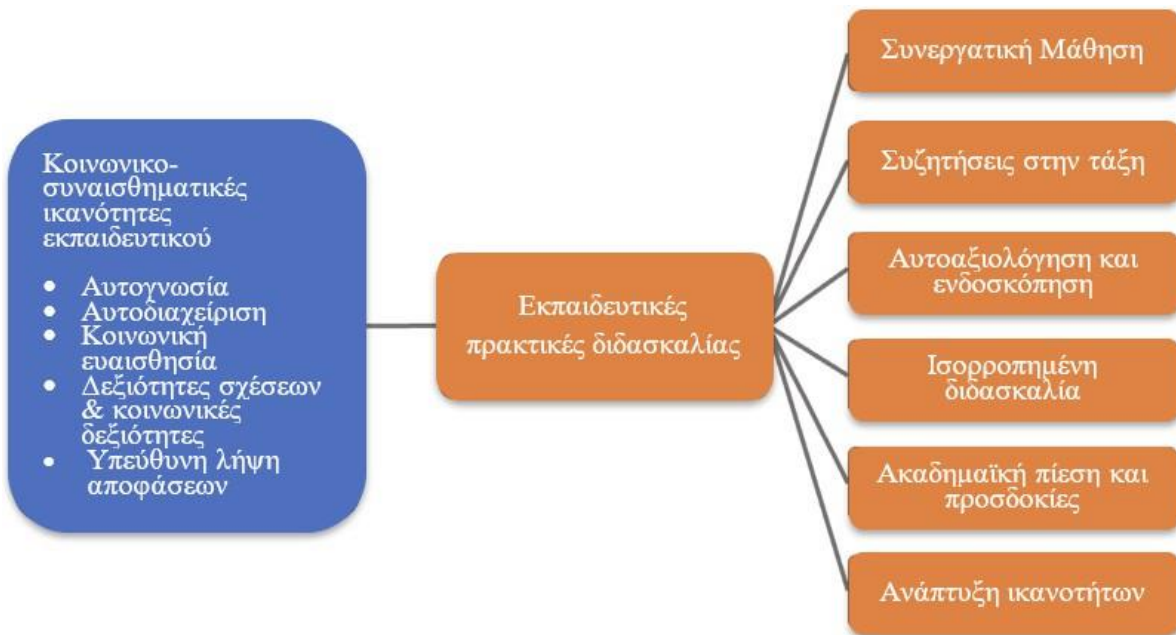 Κοινωνικο-
συναισθηματικές
ικανότητες
εκπαιδευτικού
• Αυτογνωσία
• Αυτοδιαχείριση
• Κοινωνική
ευαισθησία
• Δεξιότητες σχέσεων
& κοινωνικές
δεξιότητες
• Υπεύθυνη λήψη
αποφάσεων
Εκπαιδευτικές
πρακτικές διδασκαλίας
Συνεργατική Μάθηση
Συζητήσεις στην τάξη
Αυτοαξιολόγηση και
ενδοσκόπηση
Ισορροπημένη
διδασκαλία
Ακαδημαϊκή πίεση και
προσδοκίες
Ανάπτυξη ικανοτήτων